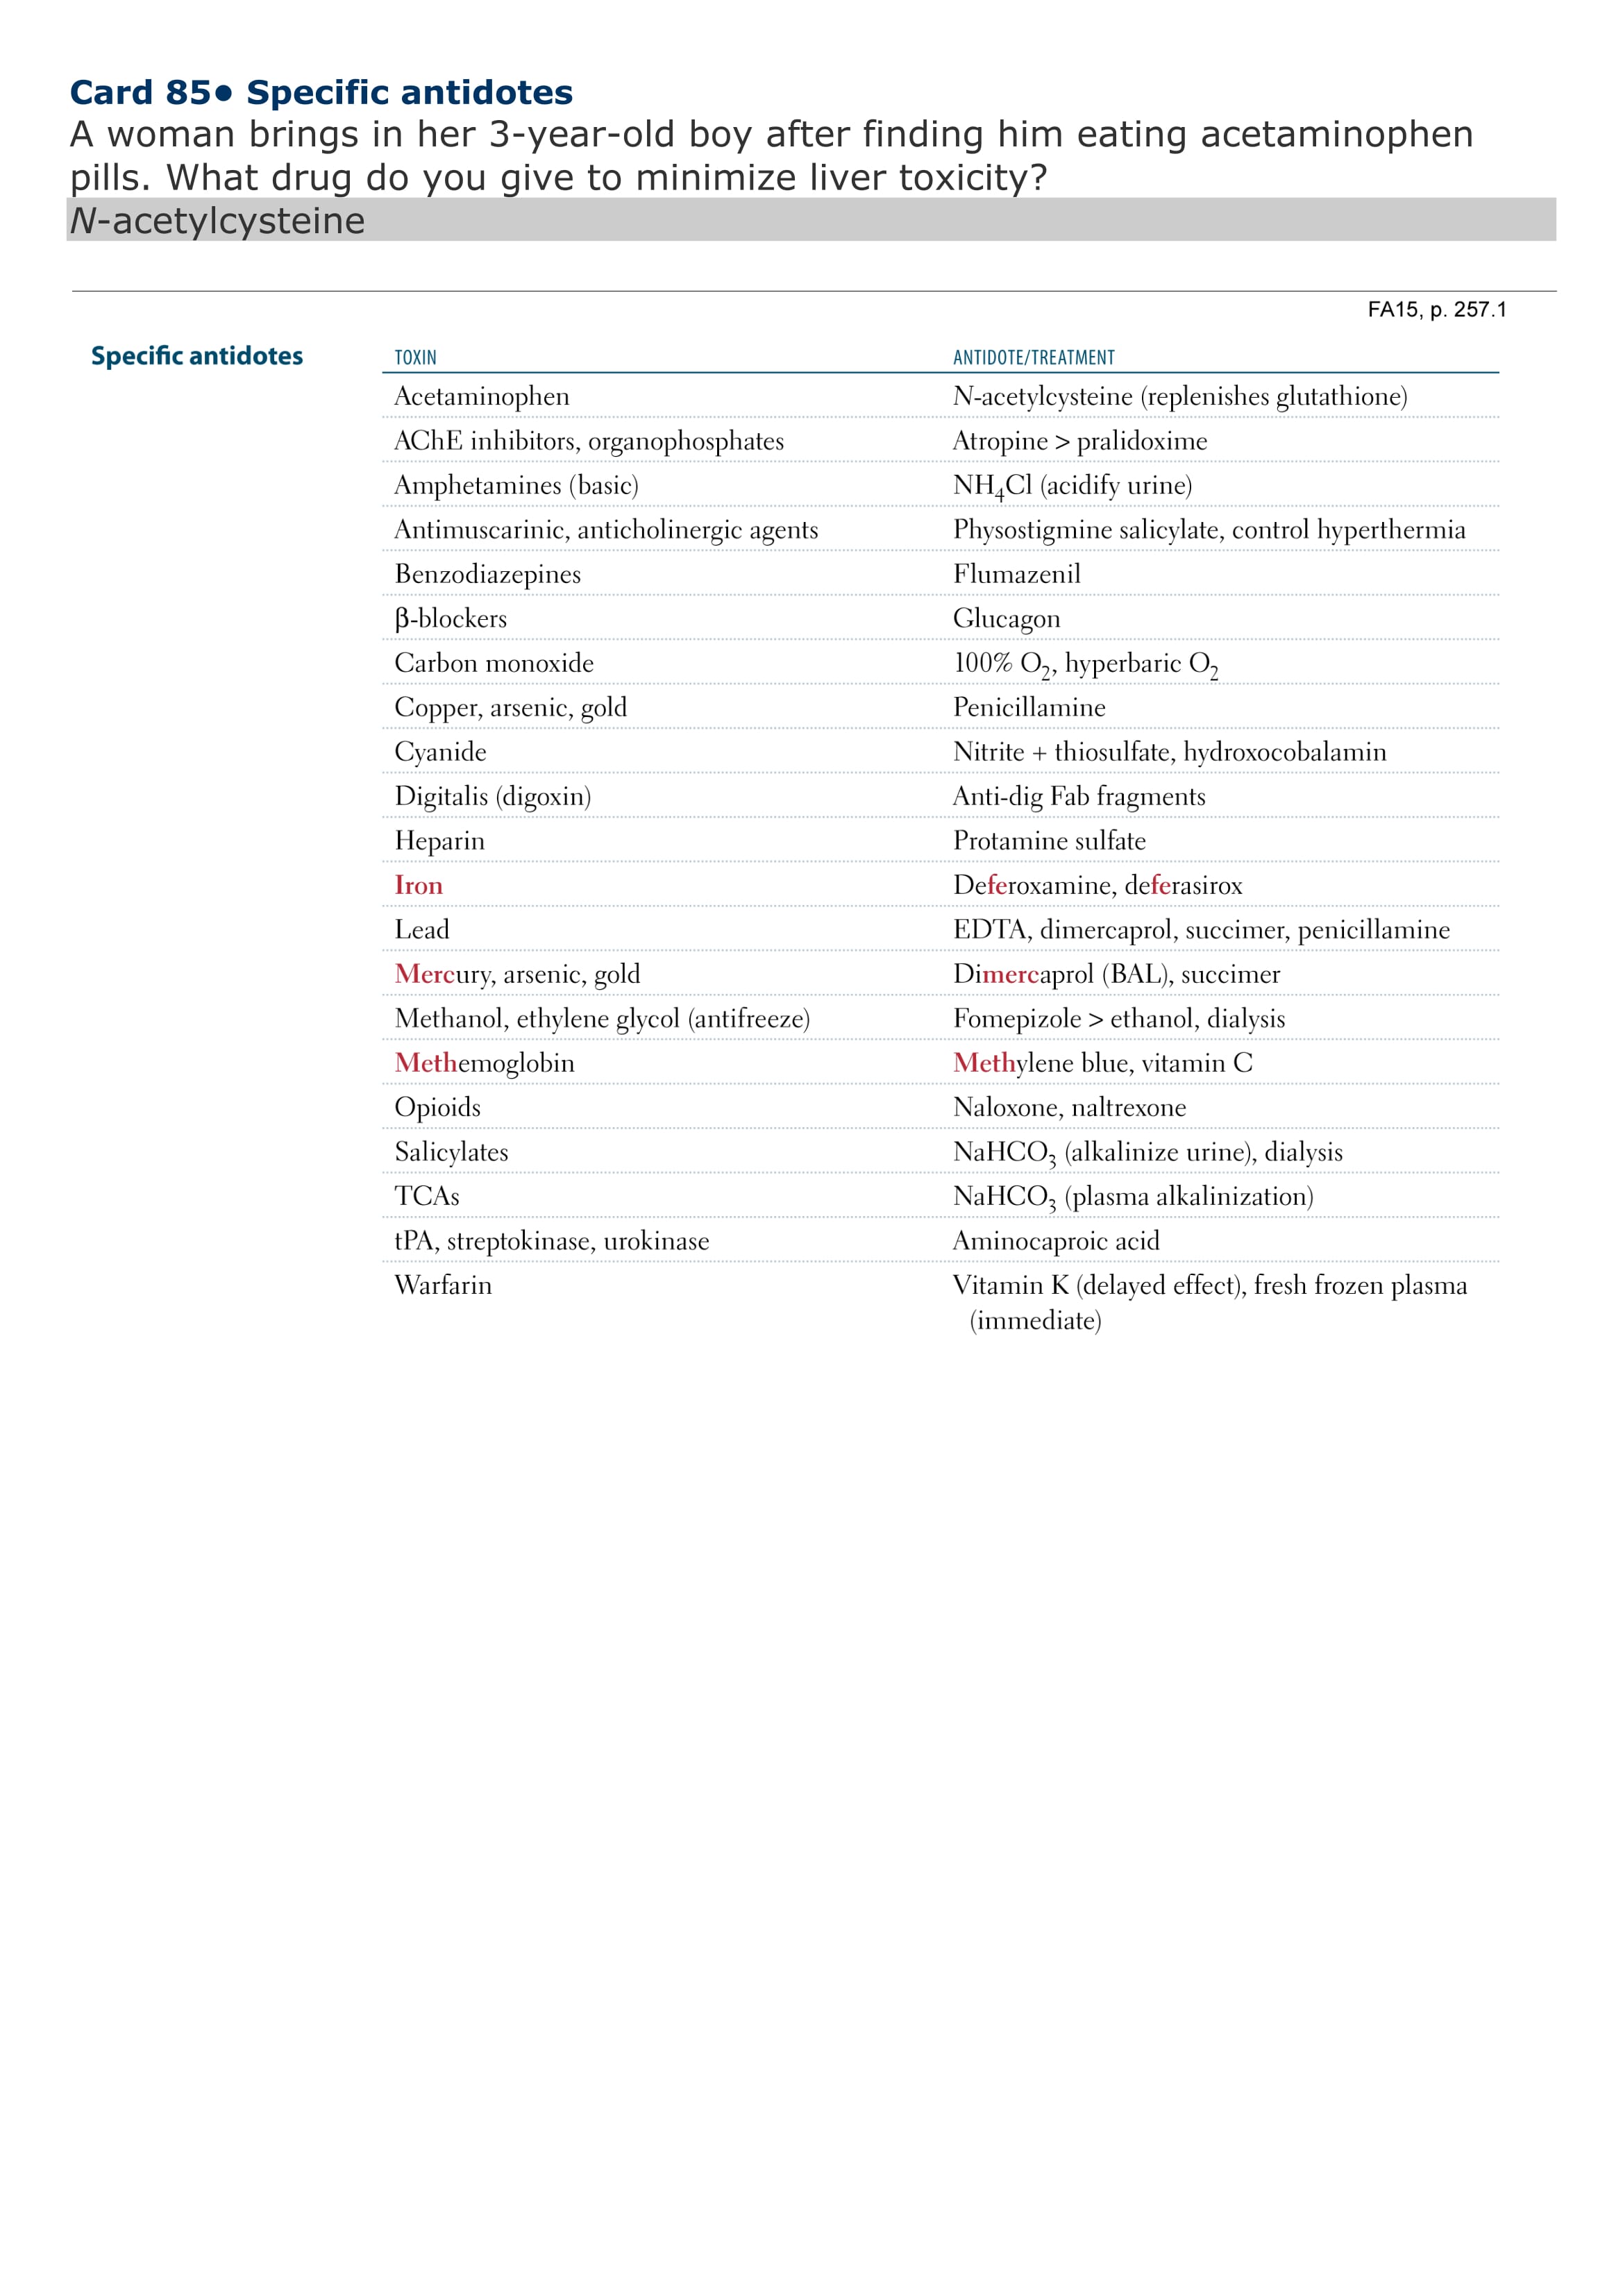 Card 85● Specific antidotes
A woman brings in her 3-year-old boy after finding him eating acetaminophen
pills. What drug do you give to minimize liver toxicity?
N-acetylcysteine
FA15, p. 257.1
Specific antidotes TOXIN ANTIDOTE/TREATMENT
Acetaminophen N-acetylcysteine (replenishes glutathione)
AChE inhibitors, organophosphates Atropine > pralidoxime
Amphetamines (basic) NH₄Cl (acidify urine)
Antimuscarinic, anticholinergic agents Physostigmine salicylate, control hyperthermia
Benzodiazepines Flumazenil
β-blockers Glucagon
Carbon monoxide 100% O₂, hyperbaric O₂
Copper, arsenic, gold Penicillamine
Cyanide Nitrite + thiosulfate, hydroxocobalamin
Digitalis (digoxin) Anti-dig Fab fragments
Heparin Protamine sulfate
Iron Deferoxamine, deferasirox
Lead EDTA, dimercaprol, succimer, penicillamine
Mercury, arsenic, gold Dimercaprol (BAL), succimer
Methanol, ethylene glycol (antifreeze) Fomepizole > ethanol, dialysis
Methemoglobin Methylene blue, vitamin C
Opioids Naloxone, naltrexone
Salicylates NaHCO₃ (alkalinize urine), dialysis
TCAs NaHCO₃ (plasma alkalinization)
tPA, streptokinase, urokinase Aminocaproic acid
Warfarin Vitamin K (delayed effect), fresh frozen plasma
(immediate)